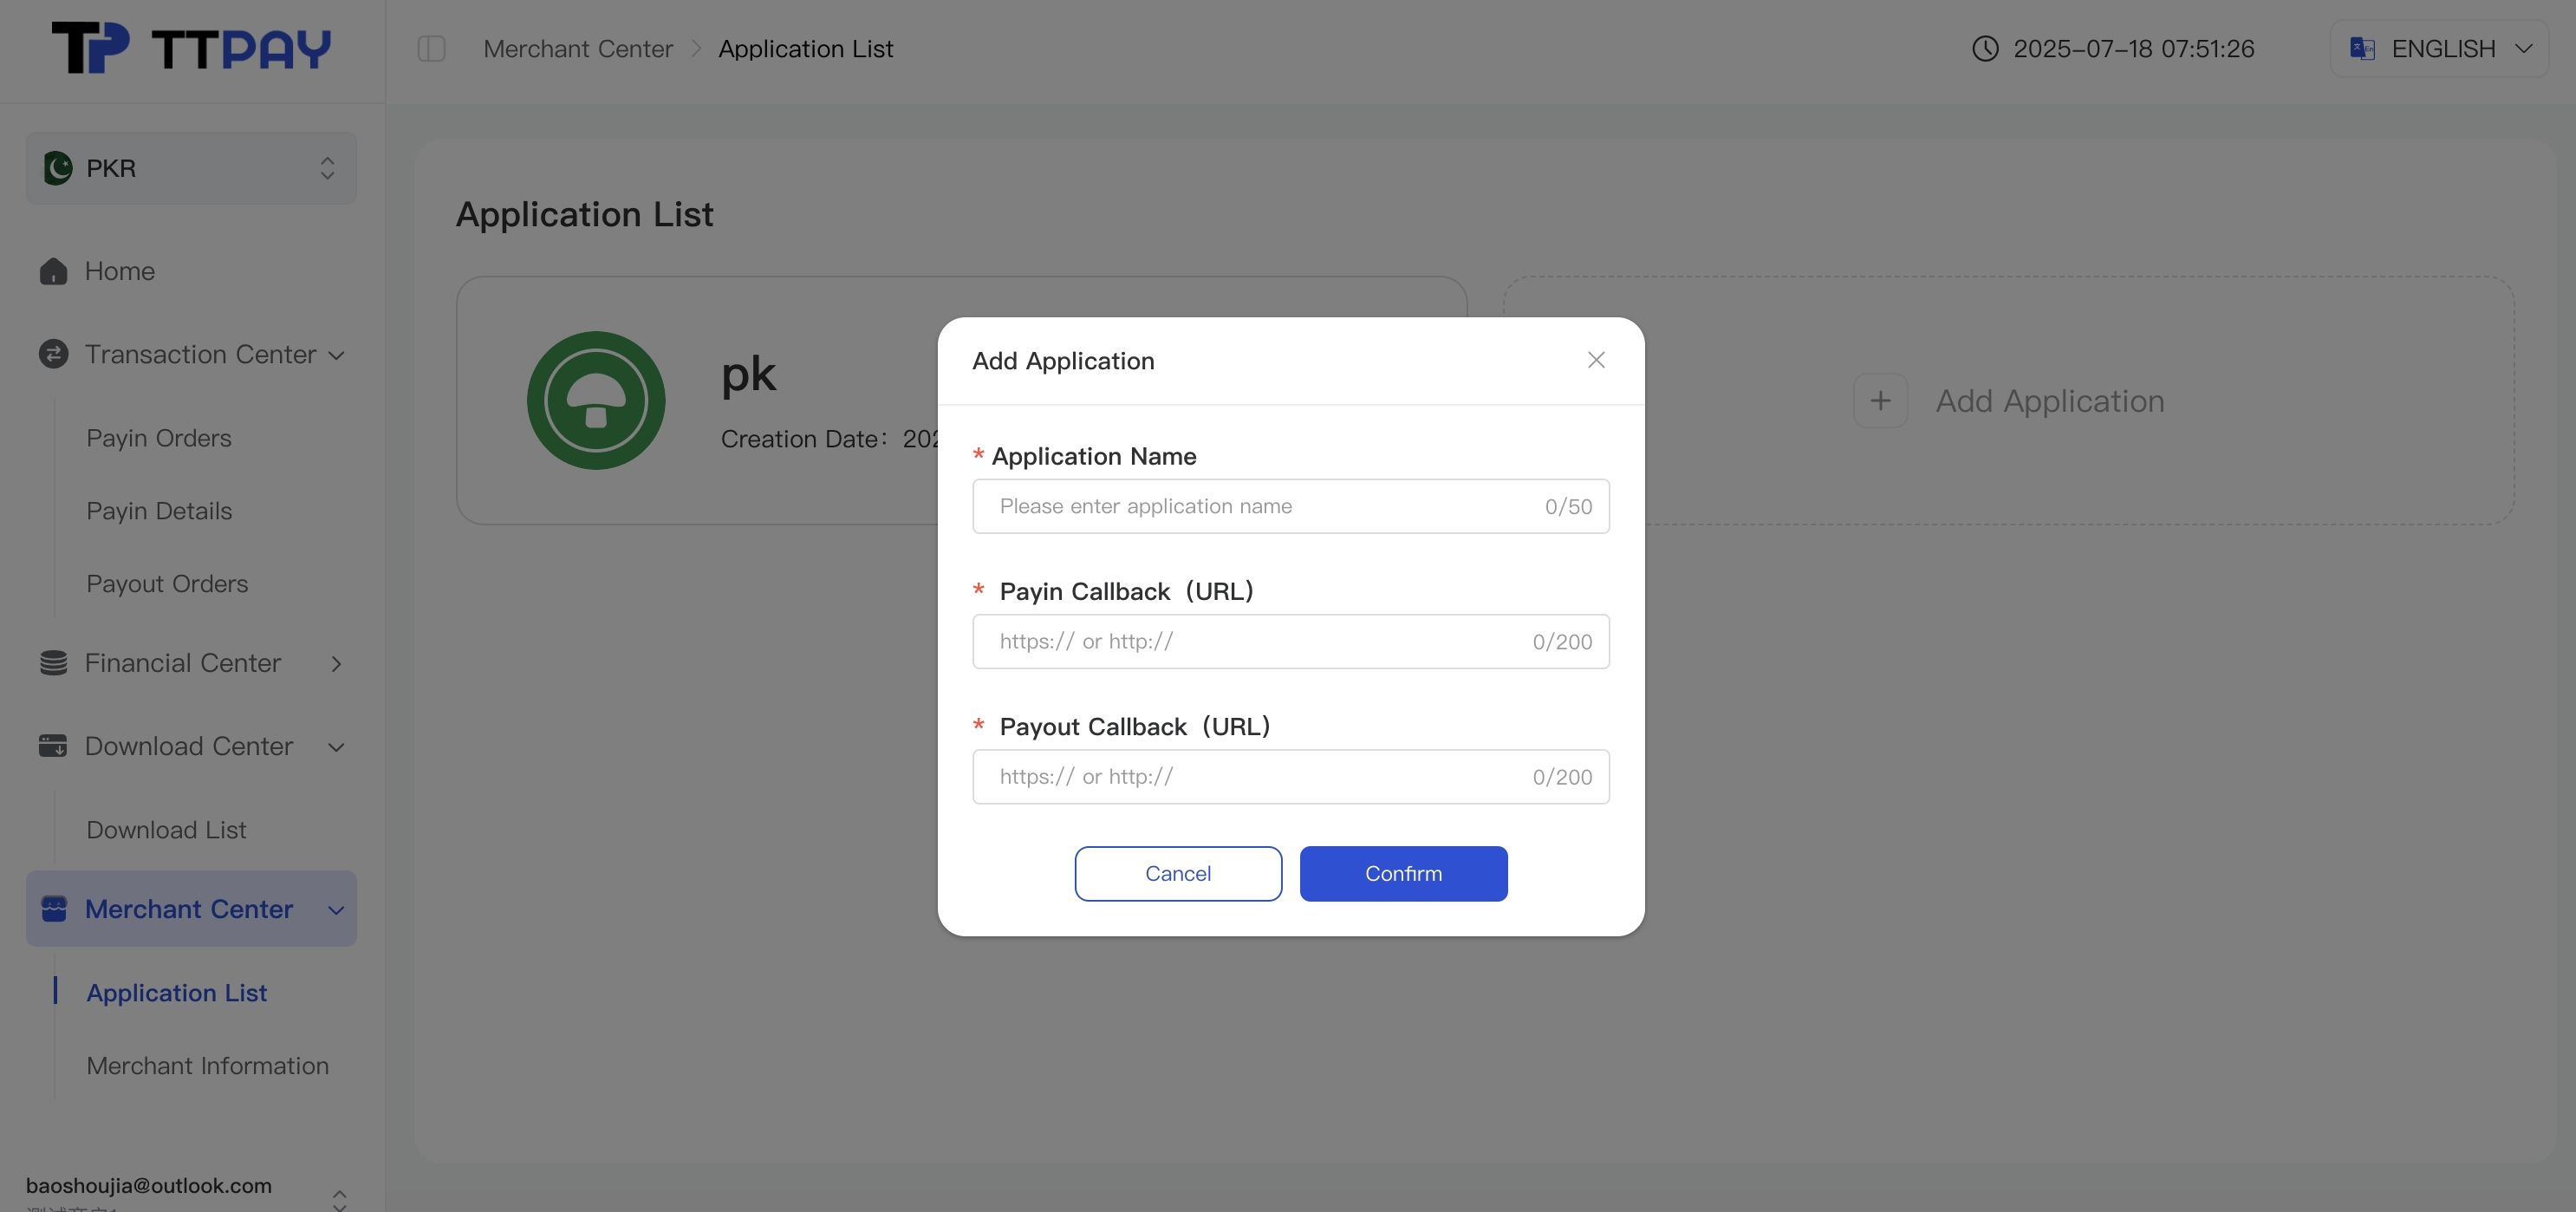 TTPAY
Merchant Center
Application List
2025-07-18 07:51:26
ENGLISH
PKR
Home
Transaction Center
Payin Orders
Payin Details
Payout Orders
Financial Center
Download Center
Download List
Merchant Center
Application List
Merchant Information
baoshoujia@outlook.com
Application List
pk
Creation Date： 202
Add Application
Add Application
* Application Name
Please enter application name
0/50
* Payin Callback（URL）
https:// or http://
0/200
* Payout Callback（URL）
https:// or http://
0/200
Cancel
Confirm